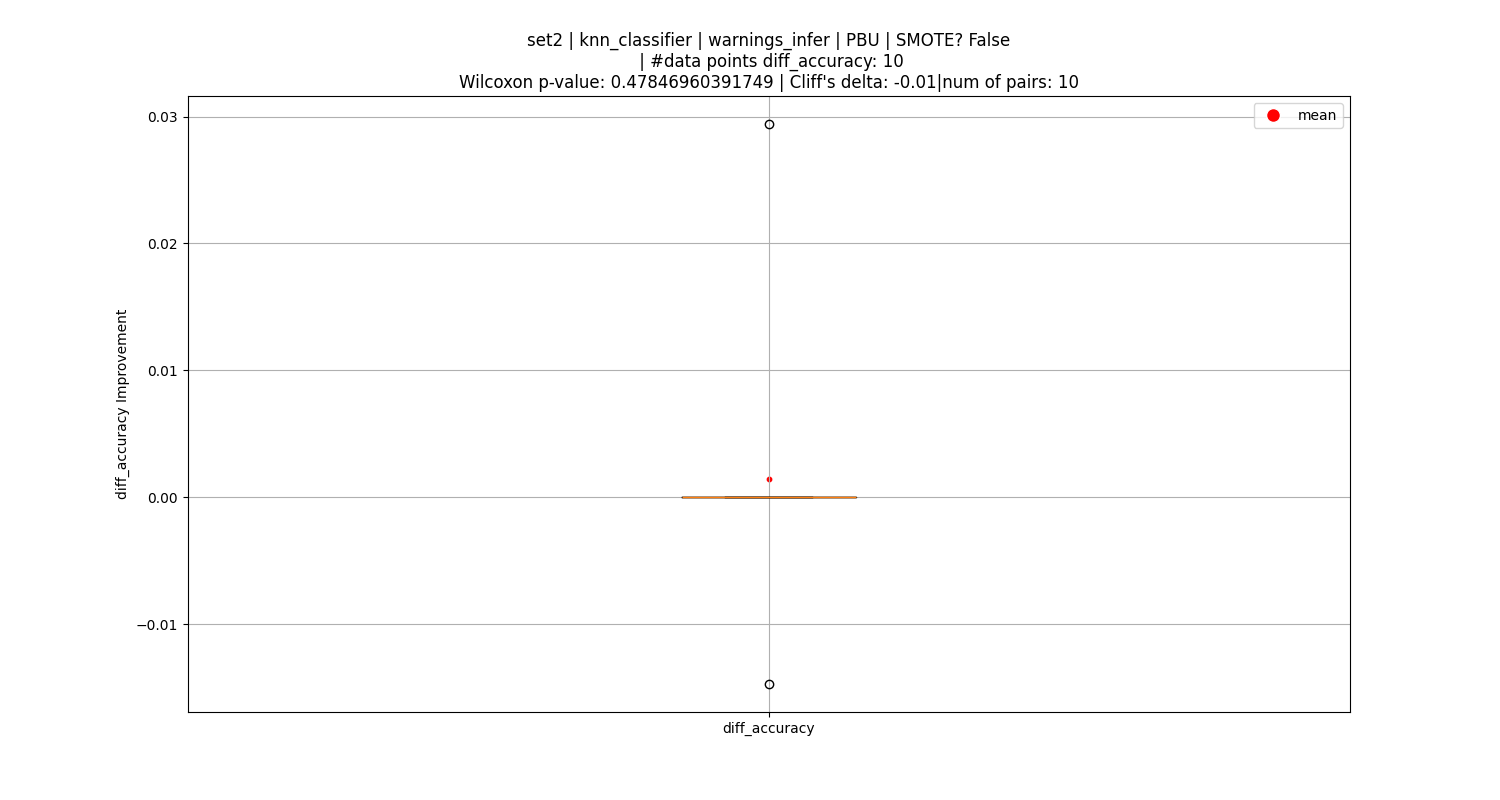 set2 | knn_classifier | warnings_infer | PBU | SMOTE? False
| #data points diff_accuracy: 10
Wilcoxon p-value: 0.47846960391749 | Cliff's delta: -0.01|num of pairs: 10
mean
0.03
0.02
0.01
0.00
−0.01
diff_accuracy Improvement
diff_accuracy